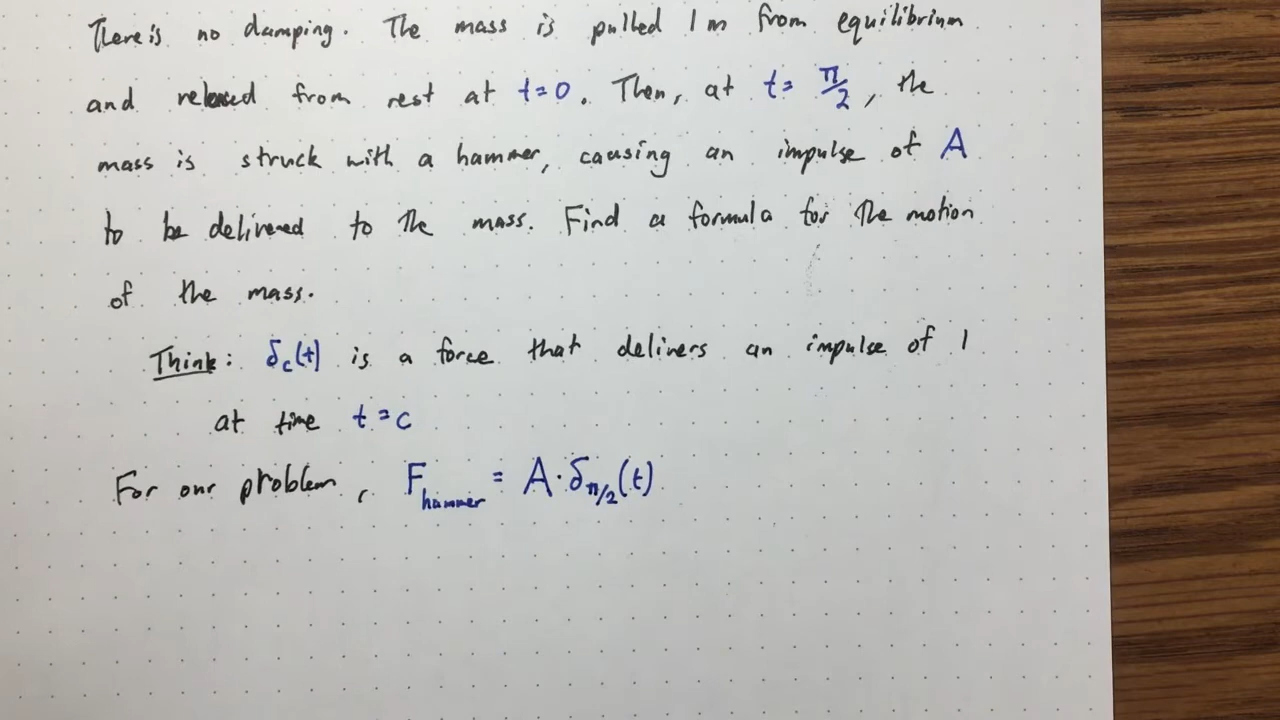 There is no damping. The mass is pulled 1 m from equilibrium
and released from rest at t=0. Then, at t= π/2, the
mass is struck with a hammer, causing an impulse of A
to be delivered to the mass. Find a formula for the motion
of the mass.
Think: δ_c(t) is a force that delivers an impulse of 1
at time t=c
For our problem, F_hammer = A·δ_π/2(t)